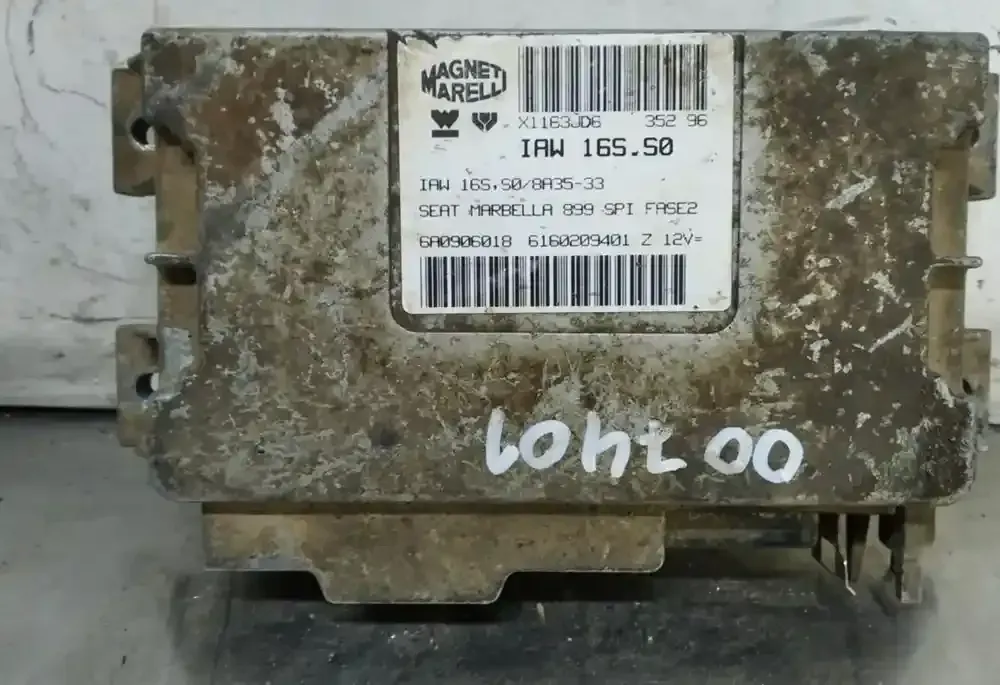 MAGNETI
MARELLI
X1163JD6 352 96
IAW 16S.S0
IAW 16S.S0/8A35-33
SEAT MARBELLA 899 SPI FASE2
6A0906018 6160209401 Z 12V=